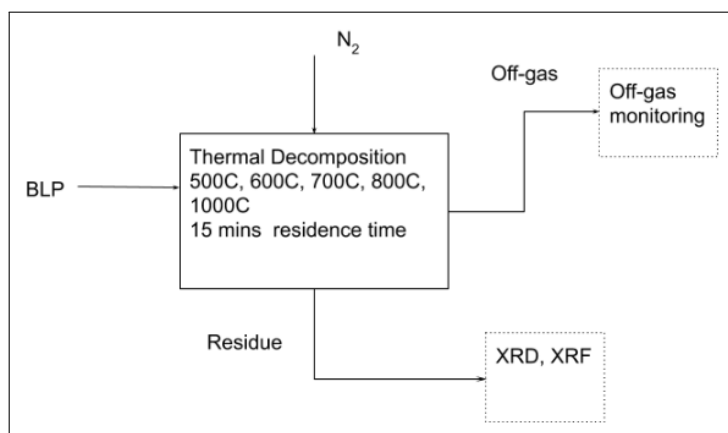 N2
Off-gas
Off-gas
monitoring
Thermal Decomposition
500C, 600C, 700C, 800C,
1000C
15 mins residence time
BLP
Residue
XRD, XRF